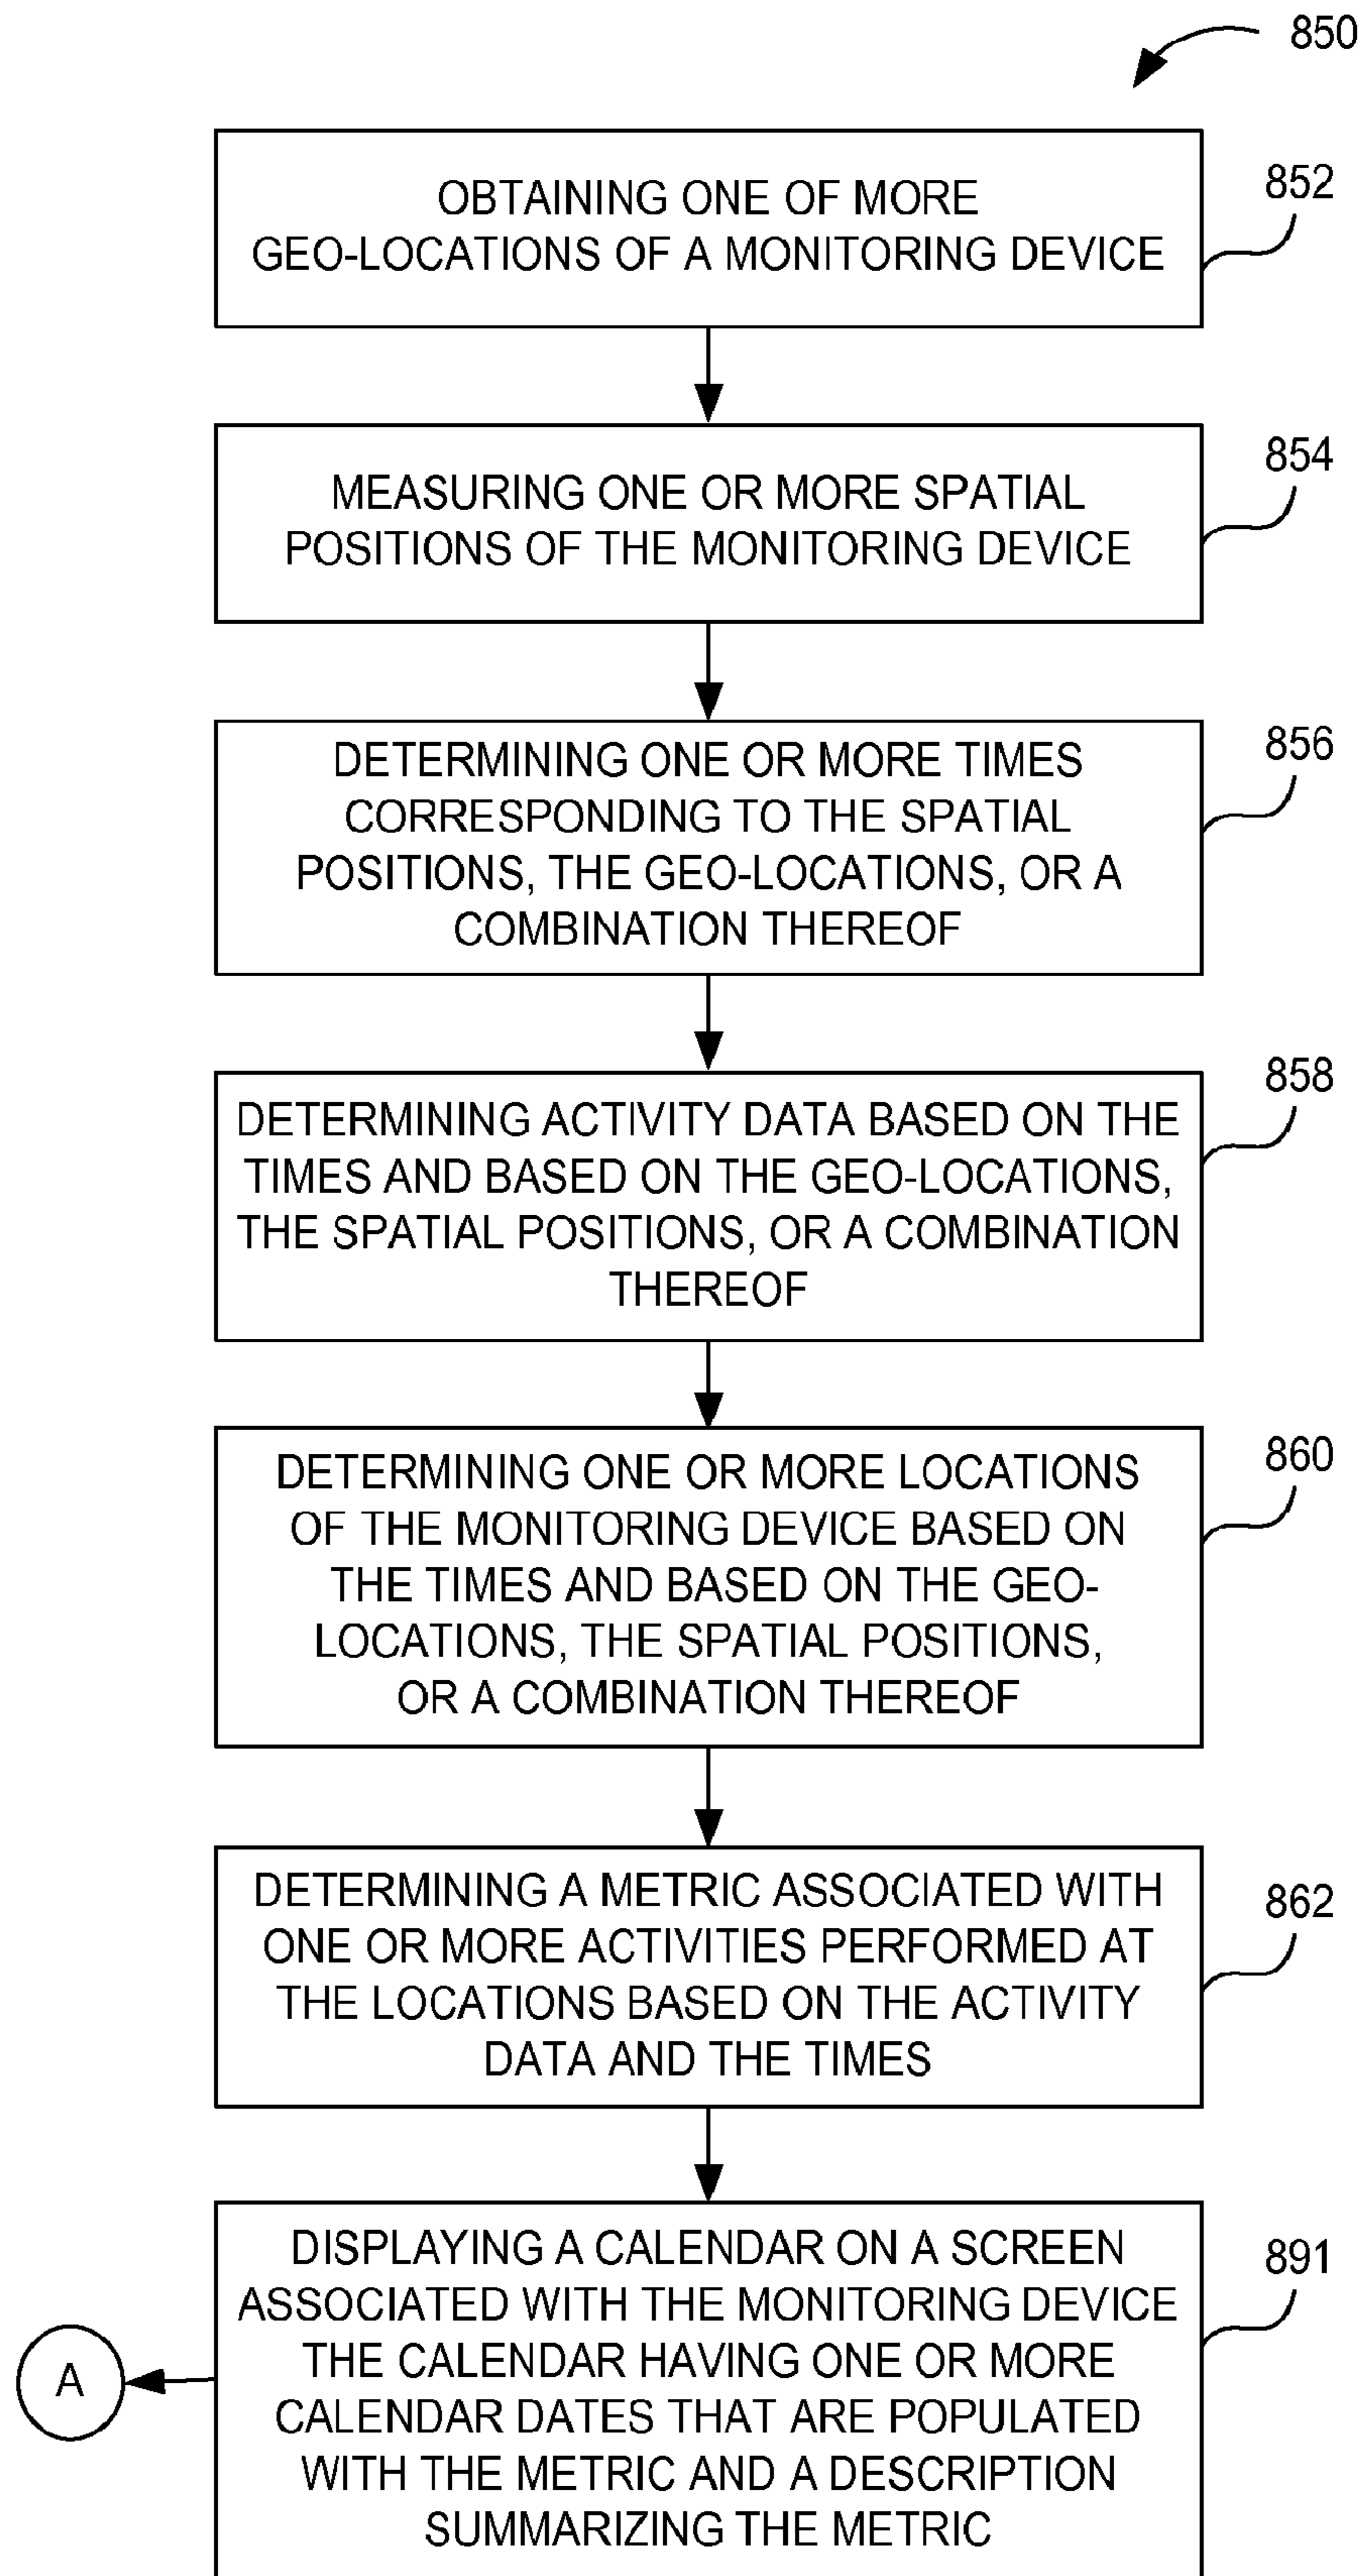 850
OBTAINING ONE OF MORE
GEO-LOCATIONS OF A MONITORING DEVICE
852
MEASURING ONE OR MORE SPATIAL
POSITIONS OF THE MONITORING DEVICE
854
DETERMINING ONE OR MORE TIMES
CORRESPONDING TO THE SPATIAL
POSITIONS, THE GEO-LOCATIONS, OR A
COMBINATION THEREOF
856
DETERMINING ACTIVITY DATA BASED ON THE
TIMES AND BASED ON THE GEO-LOCATIONS,
THE SPATIAL POSITIONS, OR A COMBINATION
THEREOF
858
DETERMINING ONE OR MORE LOCATIONS
OF THE MONITORING DEVICE BASED ON
THE TIMES AND BASED ON THE GEO-
LOCATIONS, THE SPATIAL POSITIONS,
OR A COMBINATION THEREOF
860
DETERMINING A METRIC ASSOCIATED WITH
ONE OR MORE ACTIVITIES PERFORMED AT
THE LOCATIONS BASED ON THE ACTIVITY
DATA AND THE TIMES
862
DISPLAYING A CALENDAR ON A SCREEN
ASSOCIATED WITH THE MONITORING DEVICE
THE CALENDAR HAVING ONE OR MORE
CALENDAR DATES THAT ARE POPULATED
WITH THE METRIC AND A DESCRIPTION
SUMMARIZING THE METRIC
891
A